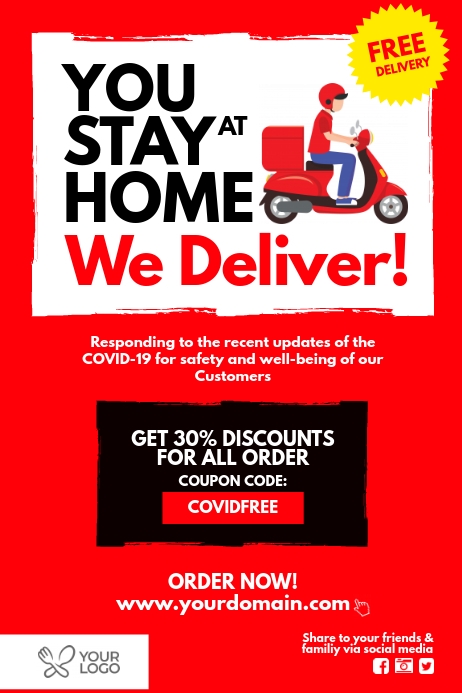 FREE
DELIVERY
YOU
STAY AT
HOME
We Deliver!
Responding to the recent updates of the
COVID-19 for safety and well-being of our
Customers
GET 30% DISCOUNTS
FOR ALL ORDER
COUPON CODE:
COVIDFREE
ORDER NOW!
www.yourdomain.com
YOUR
LOGO
Share to your friends &
familiy via social media